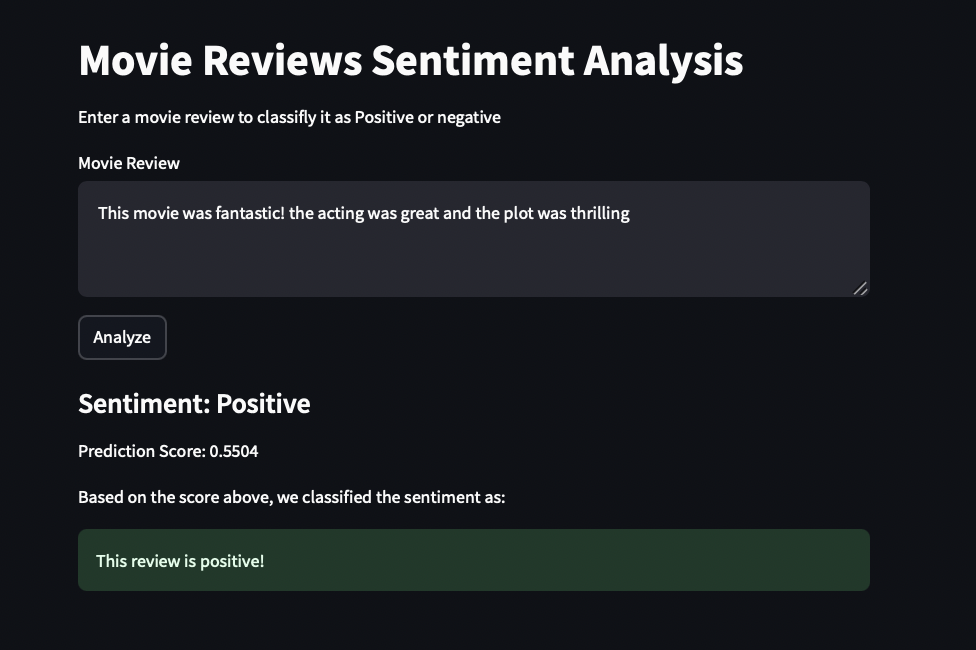 Movie Reviews Sentiment Analysis
Enter a movie review to classifly it as Positive or negative
Movie Review
This movie was fantastic! the acting was great and the plot was thrilling
Analyze
Sentiment: Positive
Prediction Score: 0.5504
Based on the score above, we classified the sentiment as:
This review is positive!